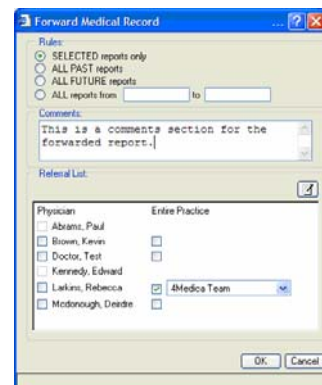 Forward Medical Record ...
Rules:
SELECTED reports only
ALL PAST reports
ALL FUTURE reports
ALL reports from to
Comments:
This is a comments section for the
forwarded report.
Referral List:
Physician Entire Practice
Abrams, Paul
Brown, Kevin
Doctor, Test
Kennedy, Edward
Larkins, Rebecca 4Medica Team
Mcdonough, Deirdre
OK Cancel